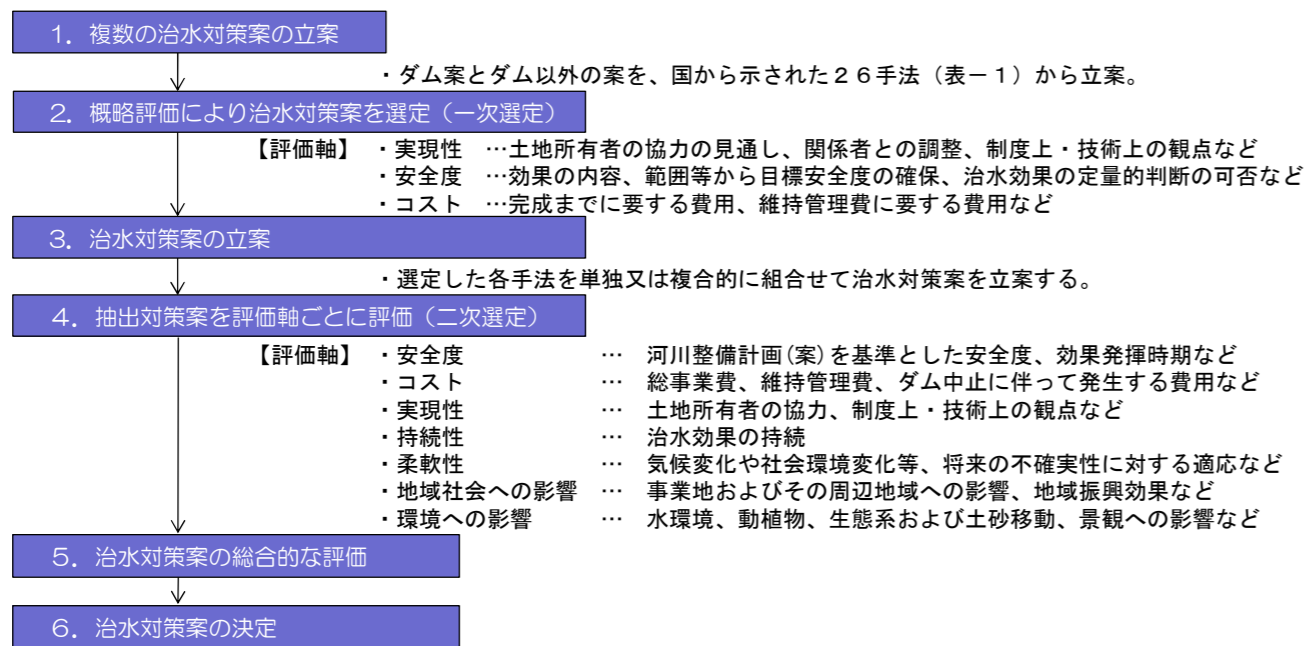 1．複数の治水対策案の立案
・ダム案とダム以外の案を、国から示された２６手法（表－１）から立案。
2．概略評価により治水対策案を選定（一次選定）
【評価軸】 ・実現性 …土地所有者の協力の見通し、関係者との調整、制度上・技術上の観点など
・安全度 …効果の内容、範囲等から目標安全度の確保、治水効果の定量的判断の可否など
・コスト …完成までに要する費用、維持管理費に要する費用など
3．治水対策案の立案
・選定した各手法を単独又は複合的に組合せて治水対策案を立案する。
4．抽出対策案を評価軸ごとに評価（二次選定）
【評価軸】 ・安全度 … 河川整備計画(案)を基準とした安全度、効果発揮時期など
・コスト … 総事業費、維持管理費、ダム中止に伴って発生する費用など
・実現性 … 土地所有者の協力、制度上・技術上の観点など
・持続性 … 治水効果の持続
・柔軟性 … 気候変化や社会環境変化等、将来の不確実性に対する適応など
・地域社会への影響 … 事業地およびその周辺地域への影響、地域振興効果など
・環境への影響 … 水環境、動植物、生態系および土砂移動、景観への影響など
5．治水対策案の総合的な評価
6．治水対策案の決定